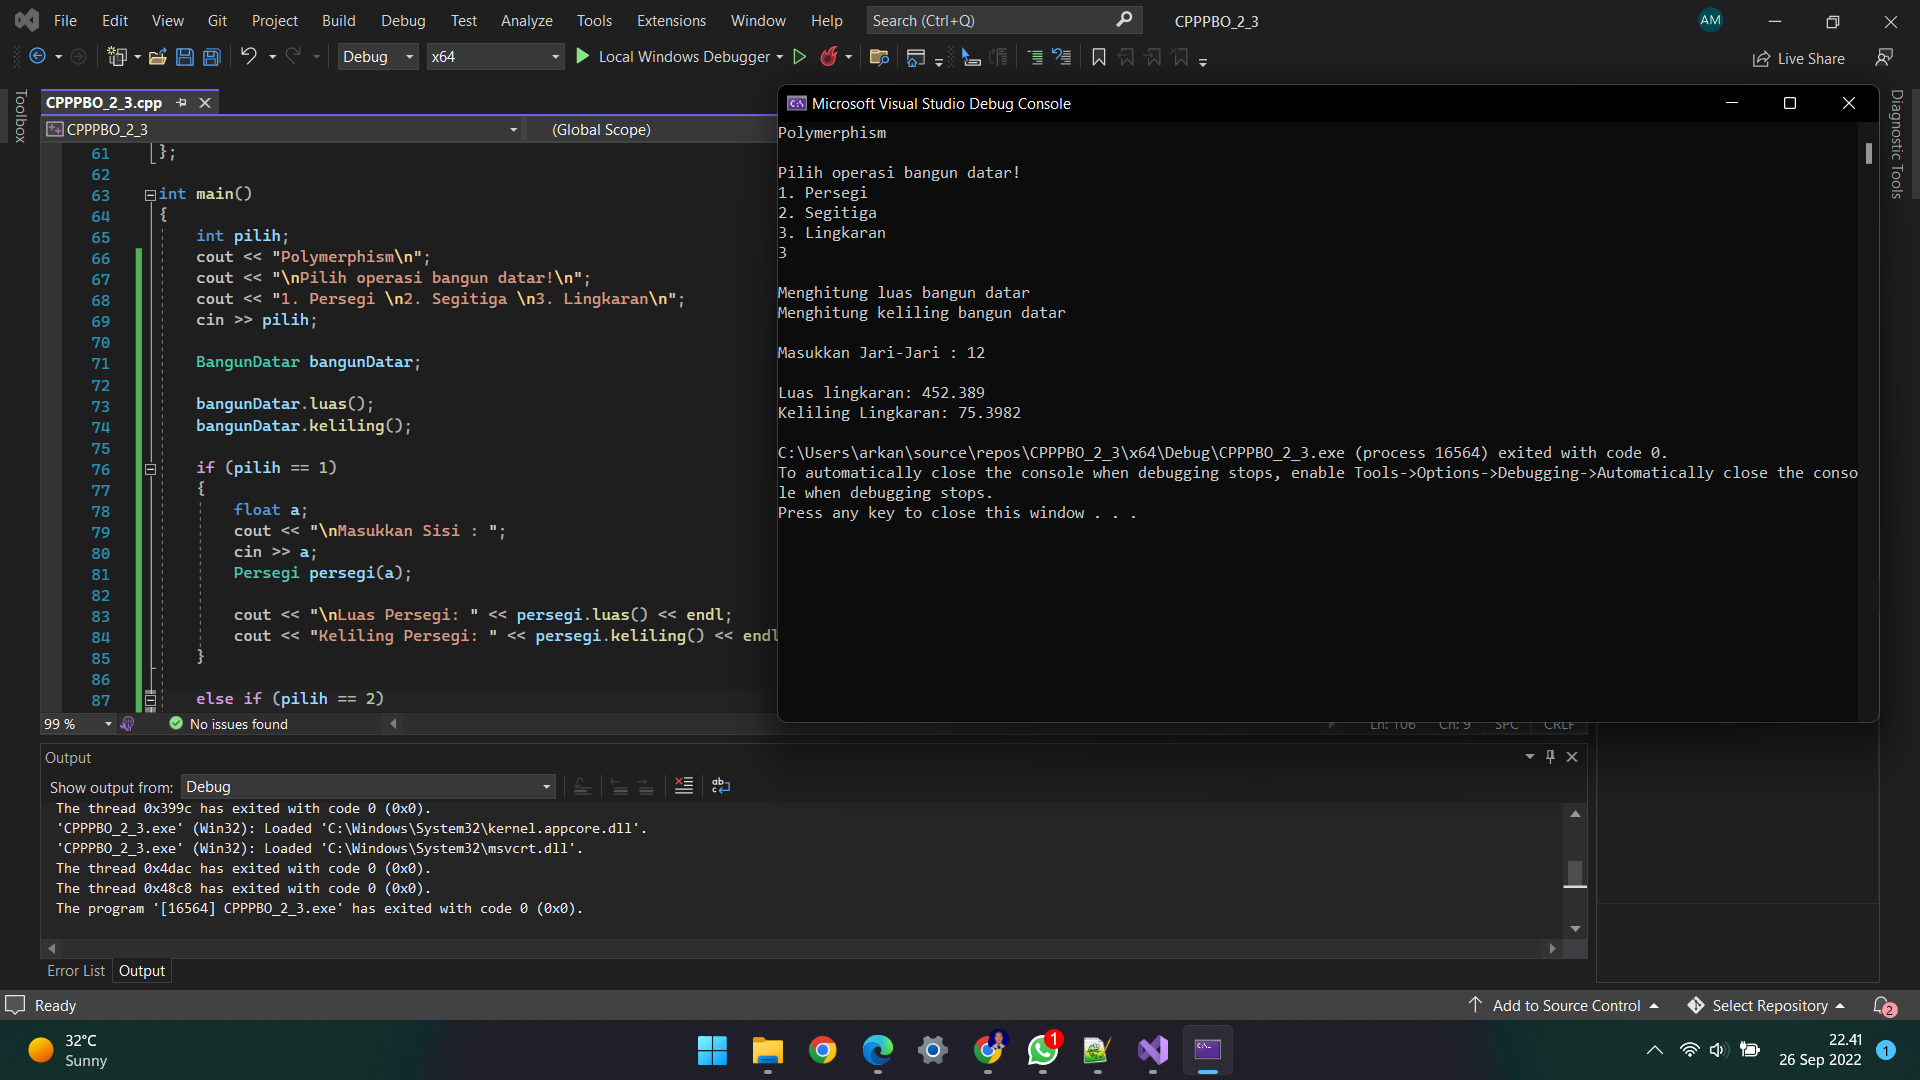 File Edit View Git Project Build Debug Test Analyze Tools Extensions Window Help Search (Ctrl+Q) CPPPBO_2_3 AM
Debug x64 Local Windows Debugger Live Share
Toolbox
CPPPBO_2_3.cpp
CPPPBO_2_3 (Global Scope)
61 };
62
63 int main()
64 {
65 int pilih;
66 cout << "Polymerphism\n";
67 cout << "\nPilih operasi bangun datar!\n";
68 cout << "1. Persegi \n2. Segitiga \n3. Lingkaran\n";
69 cin >> pilih;
70
71 BangunDatar bangunDatar;
72
73 bangunDatar.luas();
74 bangunDatar.keliling();
75
76 if (pilih == 1)
77 {
78 float a;
79 cout << "\nMasukkan Sisi : ";
80 cin >> a;
81 Persegi persegi(a);
82
83 cout << "\nLuas Persegi: " << persegi.luas() << endl;
84 cout << "Keliling Persegi: " << persegi.keliling() << endl
85 }
86
87 else if (pilih == 2)
99 % No issues found Ln: 106 Ch: 9 SPC CRLF
Microsoft Visual Studio Debug Console
Polymerphism
Pilih operasi bangun datar!
1. Persegi
2. Segitiga
3. Lingkaran
3
Menghitung luas bangun datar
Menghitung keliling bangun datar
Masukkan Jari-Jari : 12
Luas lingkaran: 452.389
Keliling Lingkaran: 75.3982
C:\Users\arkan\source\repos\CPPPBO_2_3\x64\Debug\CPPPBO_2_3.exe (process 16564) exited with code 0.
To automatically close the console when debugging stops, enable Tools->Options->Debugging->Automatically close the conso
le when debugging stops.
Press any key to close this window . . .
Diagnostic Tools
Output
Show output from: Debug
The thread 0x399c has exited with code 0 (0x0).
'CPPPBO_2_3.exe' (Win32): Loaded 'C:\Windows\System32\kernel.appcore.dll'.
'CPPPBO_2_3.exe' (Win32): Loaded 'C:\Windows\System32\msvcrt.dll'.
The thread 0x4dac has exited with code 0 (0x0).
The thread 0x48c8 has exited with code 0 (0x0).
The program '[16564] CPPPBO_2_3.exe' has exited with code 0 (0x0).
Error List Output
Ready Add to Source Control Select Repository 2
32°C
Sunny
1
22.41
26 Sep 2022
1